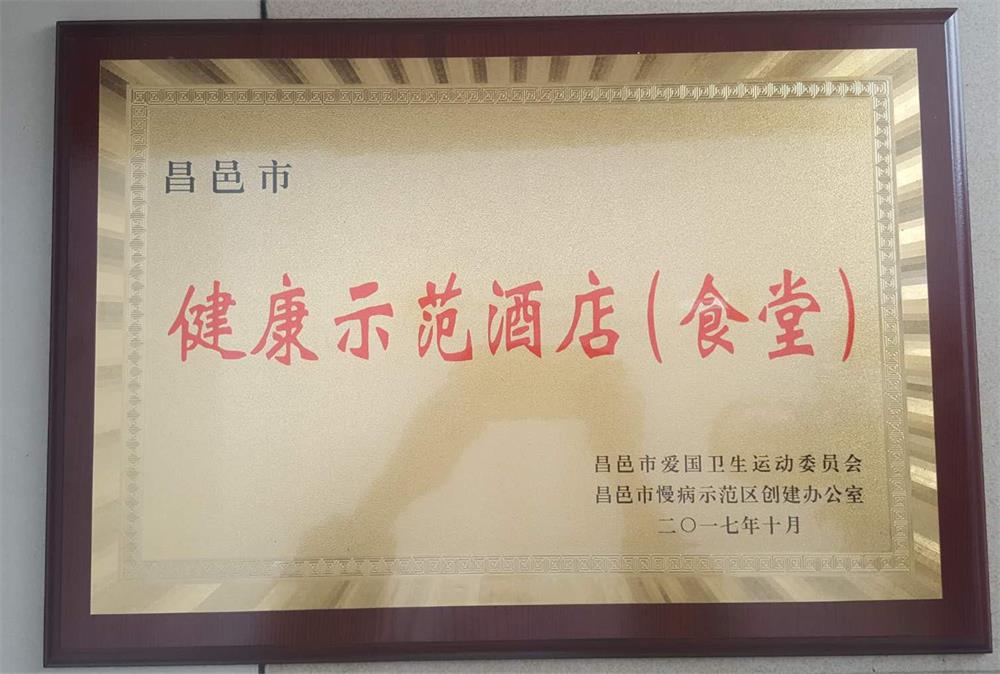 昌邑市
健康示范酒店(食堂)
昌邑市爱国卫生运动委员会
昌邑市慢病示范区创建办公室
二〇一七年十月